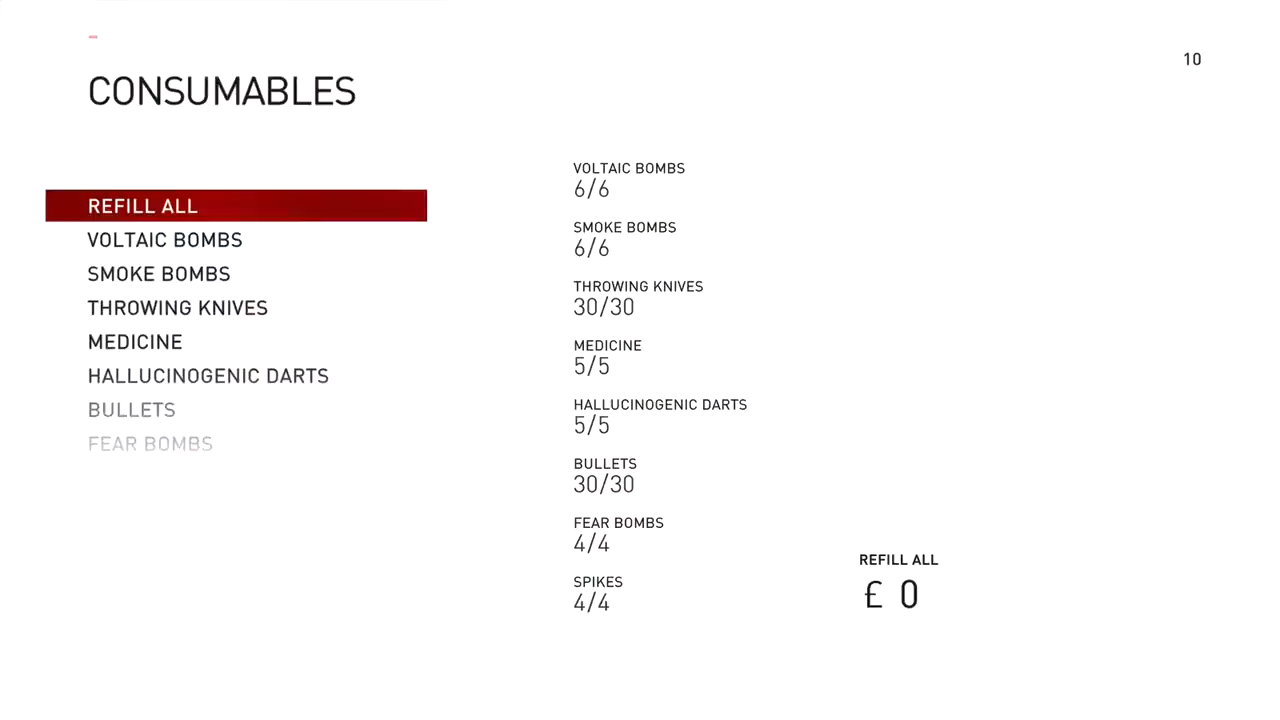 10
CONSUMABLES
REFILL ALL
VOLTAIC BOMBS
SMOKE BOMBS
THROWING KNIVES
MEDICINE
HALLUCINOGENIC DARTS
BULLETS
FEAR BOMBS
VOLTAIC BOMBS
6/6
SMOKE BOMBS
6/6
THROWING KNIVES
30/30
MEDICINE
5/5
HALLUCINOGENIC DARTS
5/5
BULLETS
30/30
FEAR BOMBS
4/4
SPIKES
4/4
REFILL ALL
£ 0